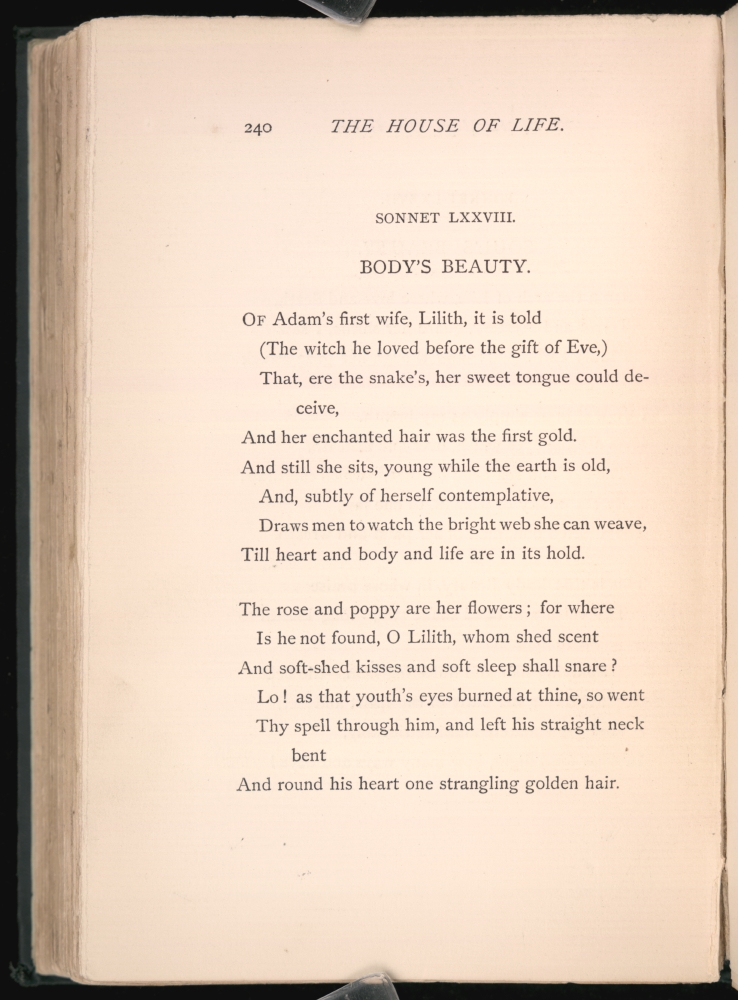 240 THE HOUSE OF LIFE.
SONNET LXXVIII.
BODY'S BEAUTY.
OF Adam's first wife, Lilith, it is told
(The witch he loved before the gift of Eve,)
That, ere the snake's, her sweet tongue could de-
ceive,
And her enchanted hair was the first gold.
And still she sits, young while the earth is old,
And, subtly of herself contemplative,
Draws men to watch the bright web she can weave,
Till heart and body and life are in its hold.
The rose and poppy are her flowers; for where
Is he not found, O Lilith, whom shed scent
And soft-shed kisses and soft sleep shall snare?
Lo! as that youth's eyes burned at thine, so went
Thy spell through him, and left his straight neck
bent
And round his heart one strangling golden hair.